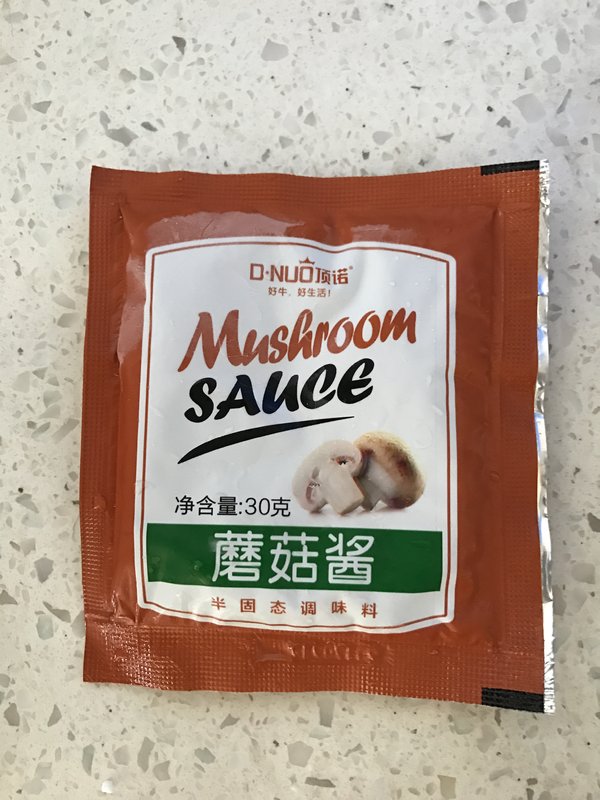 D·NUO顶诺®
好牛，好生活！
Mushroom
SAUCE
净含量:30克
蘑菇酱
半固态调味料